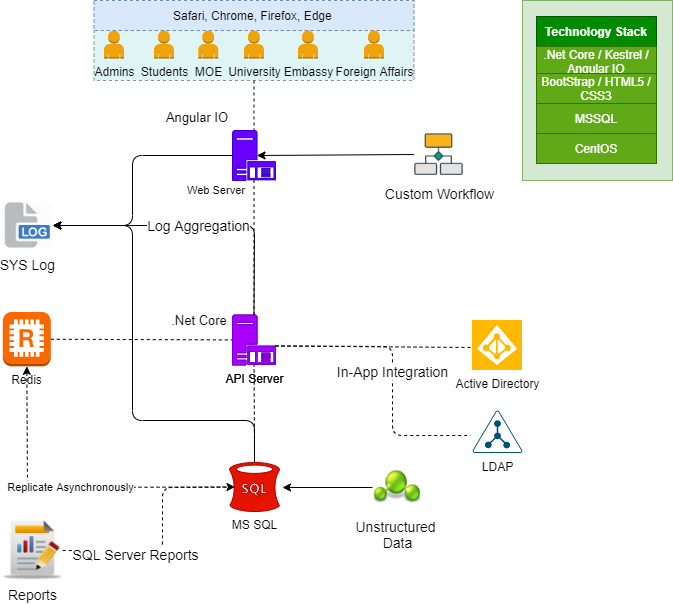 Safari, Chrome, Firefox, Edge
Admins
Students
MOE
University
Embassy
Foreign Affairs
Technology Stack
.Net Core / Kestrel /
Angular IO
BootStrap / HTML5 /
CSS3
MSSQL
CentOS
Angular IO
Web Server
Custom Workflow
LOG
SYS Log
Log Aggregation
.Net Core
API Server
R
Redis
In-App Integration
Active Directory
LDAP
Replicate Asynchronously
SQL
MS SQL
Unstructured
Data
SQL Server Reports
Reports